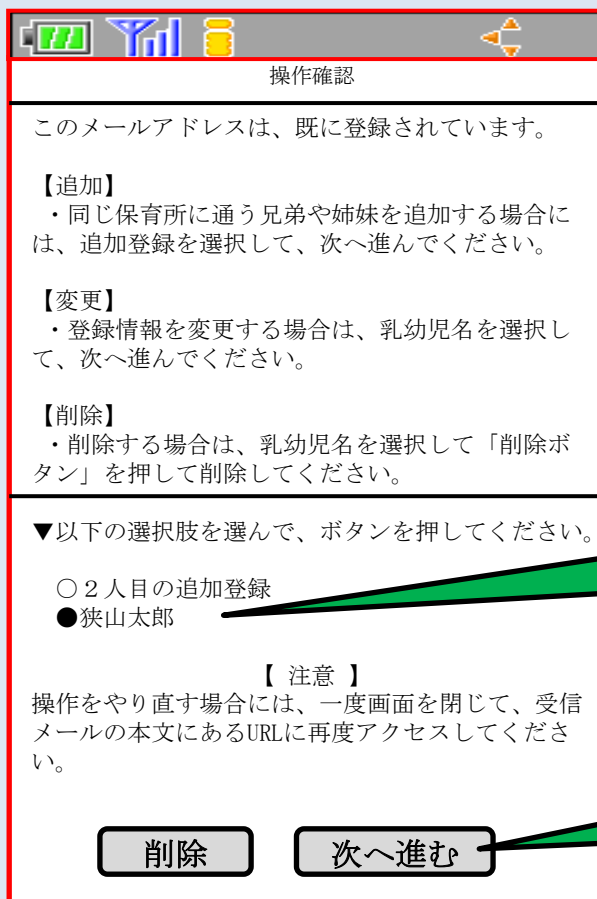 操作確認
このメールアドレスは、既に登録されています。
【追加】
・同じ保育所に通う兄弟や姉妹を追加する場合に
は、追加登録を選択して、次へ進んでください。
【変更】
・登録情報を変更する場合は、乳幼児名を選択し
て、次へ進んでください。
【削除】
・削除する場合は、乳幼児名を選択して「削除ボ
タン」を押して削除してください。
▼以下の選択肢を選んで、ボタンを押してください。
○２人目の追加登録
●狭山太郎
【 注意 】
操作をやり直す場合には、一度画面を閉じて、受信
メールの本文にあるURLに再度アクセスしてくださ
い。
削除 次へ進む